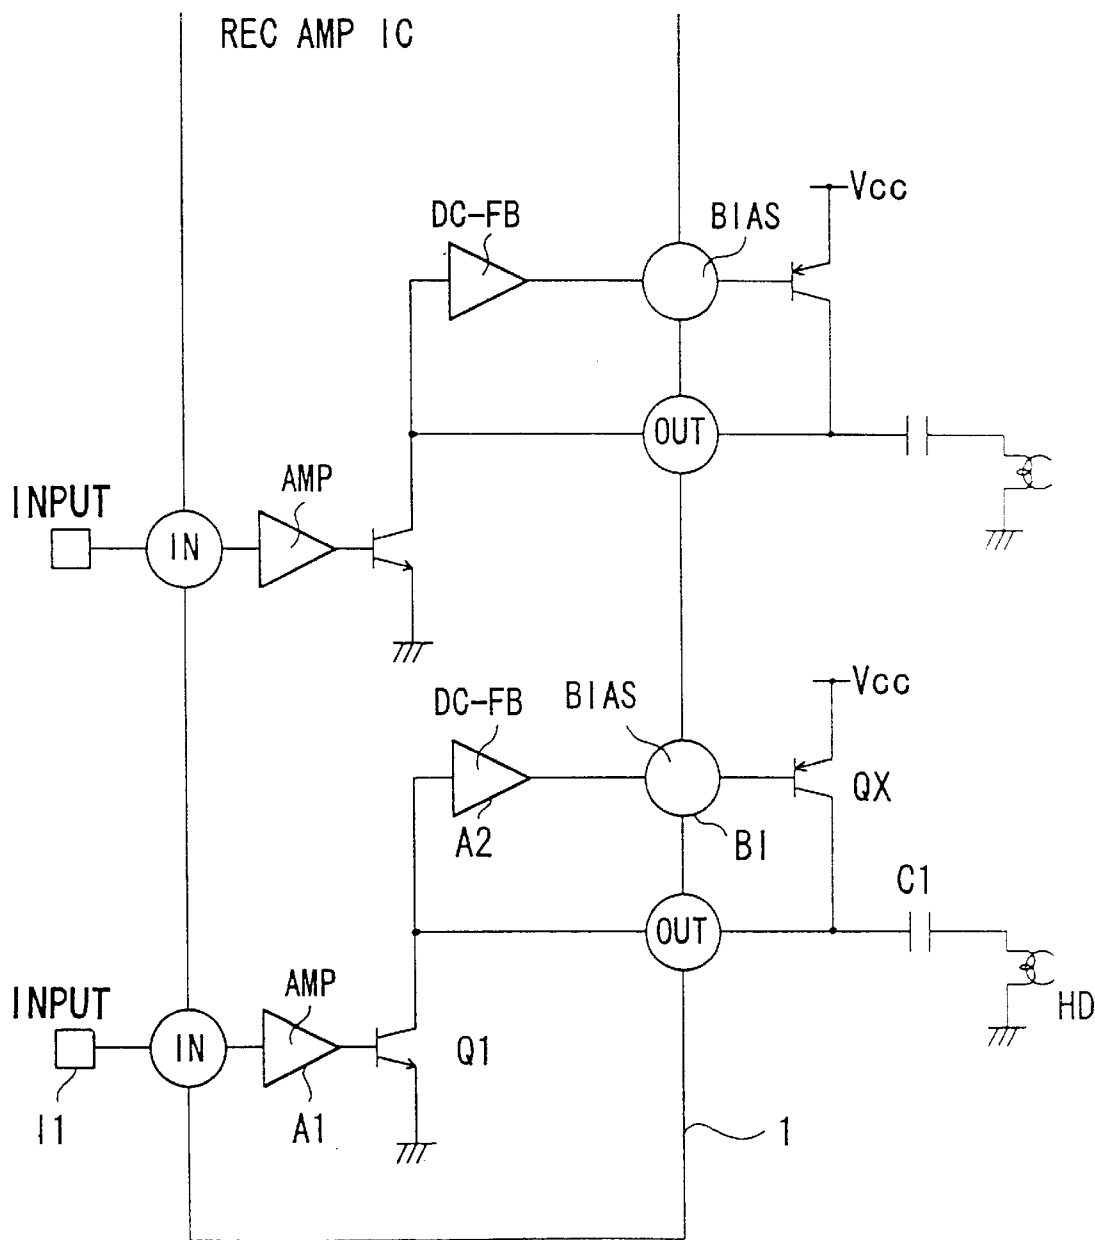 REC AMP IC
Vcc
DC-FB
BIAS
OUT
AMP
INPUT
IN
Vcc
DC-FB
BIAS
QX
A2
B1
C1
OUT
AMP
INPUT
HD
IN
Q1
I1
A1
1